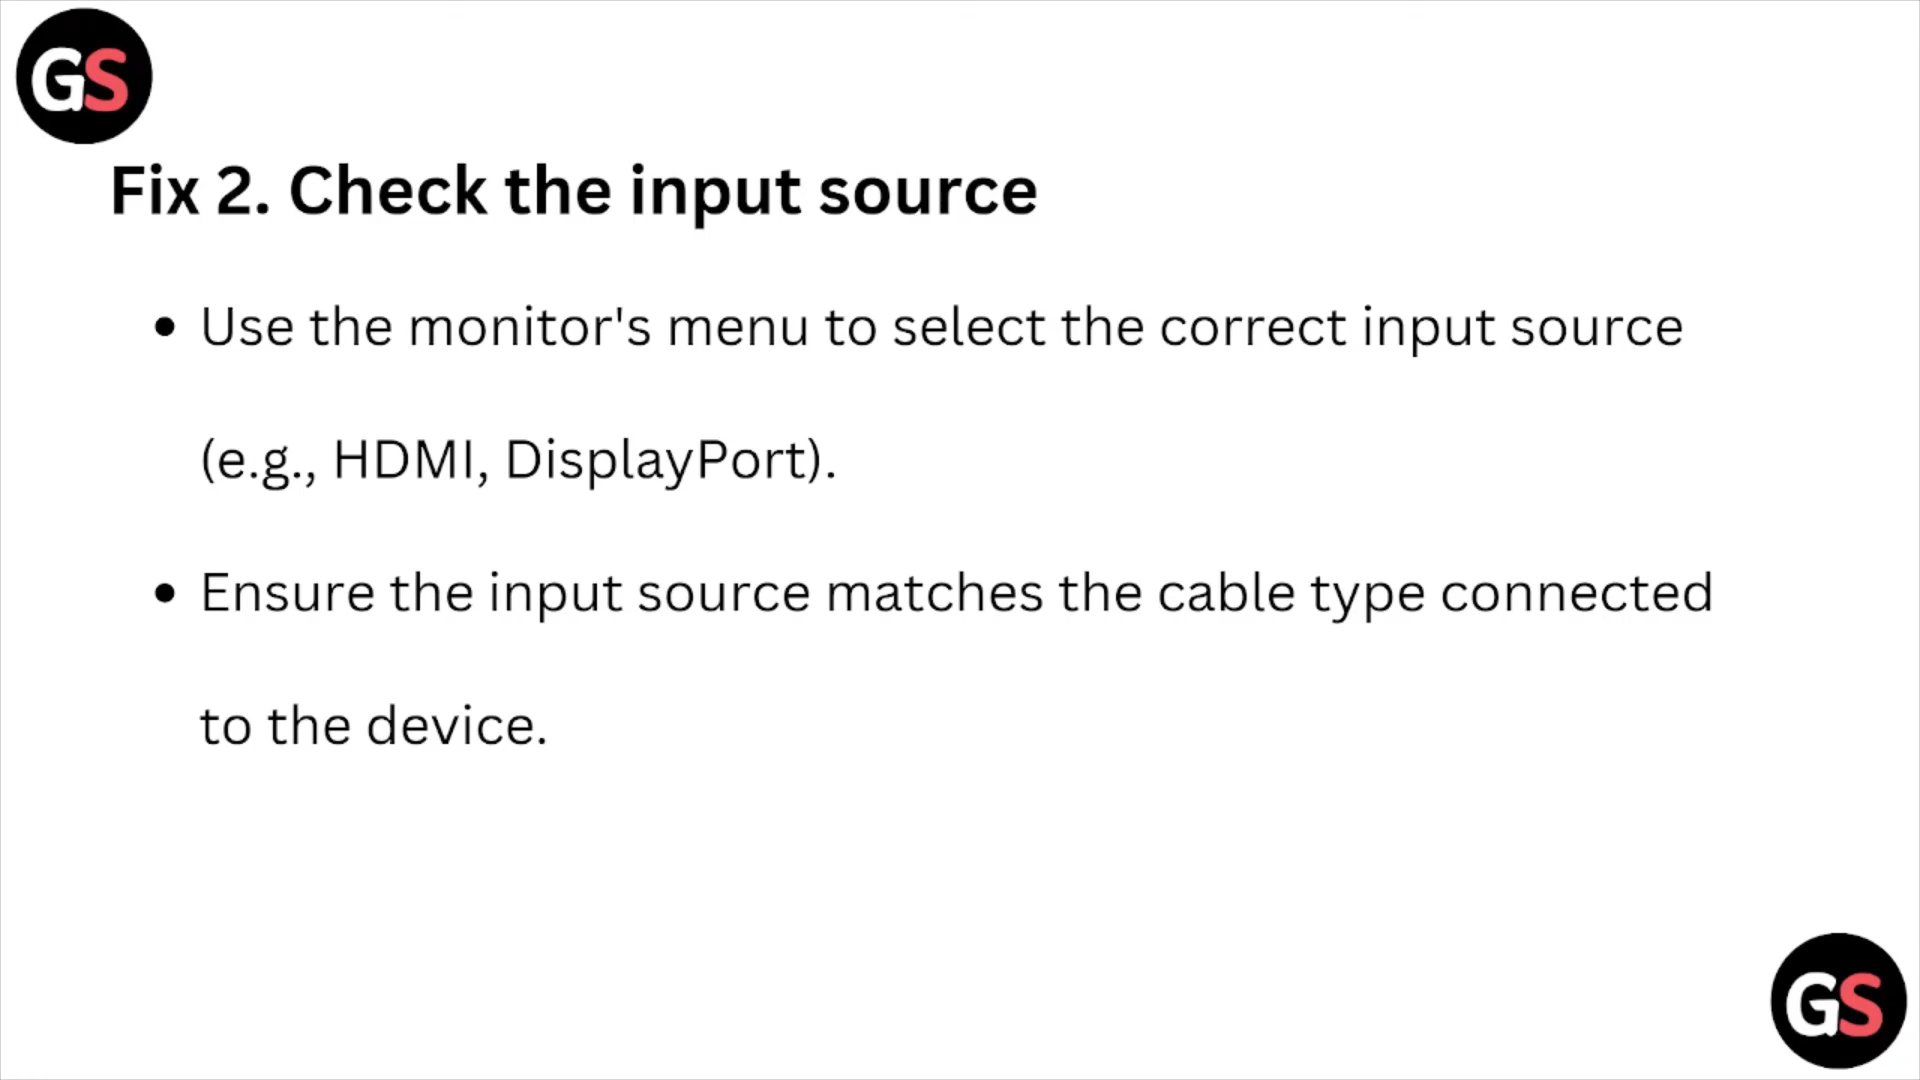 GS
Fix 2. Check the input source
• Use the monitor's menu to select the correct input source
(e.g., HDMI, DisplayPort).
• Ensure the input source matches the cable type connected
to the device.
GS